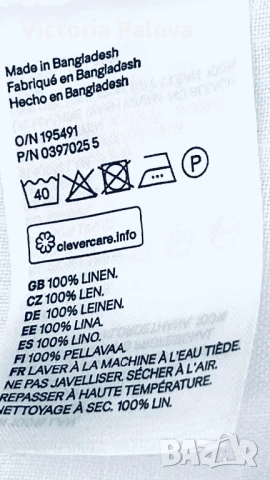 Victoria Palova
Made in Bangladesh
Fabriqué en Bangladesh
Hecho en Bangladesh
O/N 195491
P/N 0397025 5
40
P
clevercare.info
GB 100% LINEN.
CZ 100% LEN.
DE 100% LEINEN.
EE 100% LINA.
ES 100% LINO.
FI 100% PELLAVAA.
FR LAVER À LA MACHINE À L'EAU TIÈDE.
NE PAS JAVELLISER. SÉCHER À L'AIR.
REPASSER À HAUTE TEMPÉRATURE.
NETTOYAGE À SEC. 100% LIN.
BAZAR
bg